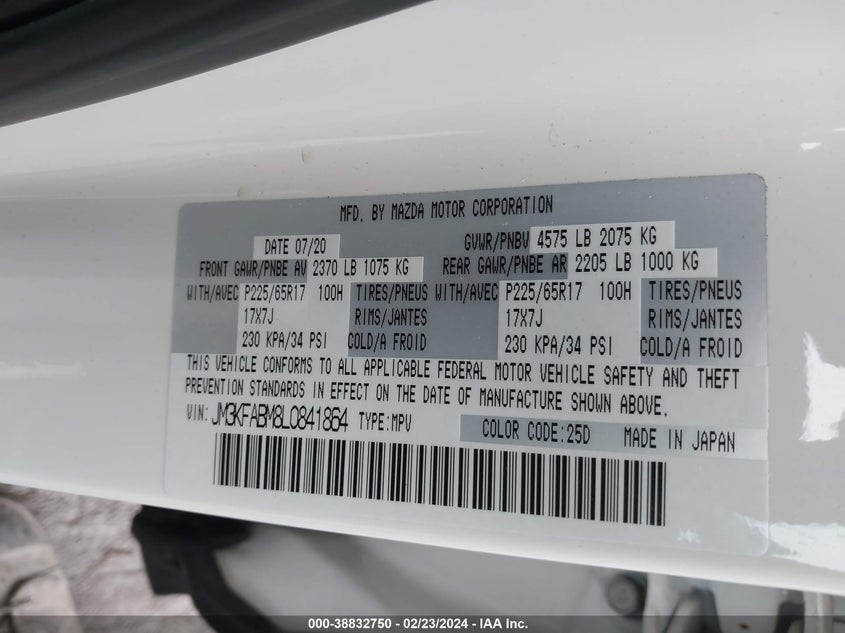 MFD. BY MAZDA MOTOR CORPORATION
DATE 07/20 GVWR/PNBV 4575 LB 2075 KG
FRONT GAWR/PNBE AV 2370 LB 1075 KG REAR GAWR/PNBE AR 2205 LB 1000 KG
WITH/AVEC P225/65R17 100H TIRES/PNEUS WITH/AVEC P225/65R17 100H TIRES/PNEUS
17X7J RIMS/JANTES 17X7J RIMS/JANTES
230 KPA/34 PSI COLD/A FROID 230 KPA/34 PSI COLD/A FROID
THIS VEHICLE CONFORMS TO ALL APPLICABLE FEDERAL MOTOR VEHICLE SAFETY AND THEFT
PREVENTION STANDARDS IN EFFECT ON THE DATE OF MANUFACTURE SHOWN ABOVE.
VIN: JM3KFABM8L0841864 TYPE:MPV COLOR CODE:25D MADE IN JAPAN
000-38832750 - 02/23/2024 - IAA Inc.